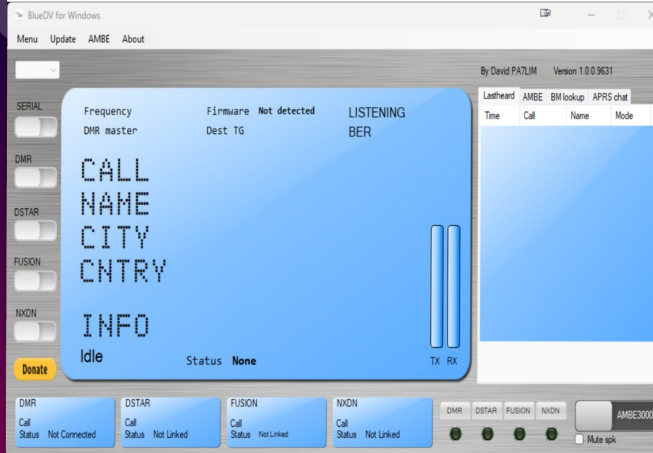 BlueDV for Windows
Menu Update AMBE About
By David PA7LIM Version 1.0.0.9631
Lastheard AMBE BM lookup APRS chat
Time Call Name Mode
SERIAL
DMR
DSTAR
FUSION
NXDN
Donate
Frequency Firmware Not detected LISTENING
DMR master Dest TG BER
CALL
NAME
CITY
CNTRY
INFO
Idle
Status None
TX RX
DMR
Call
Status Not Connected
DSTAR
Call
Status Not Linked
FUSION
Call
Status Not Linked
NXDN
Call
Status Not Linked
DMR DSTAR FUSION NXDN
AMBE3000
Mute spk